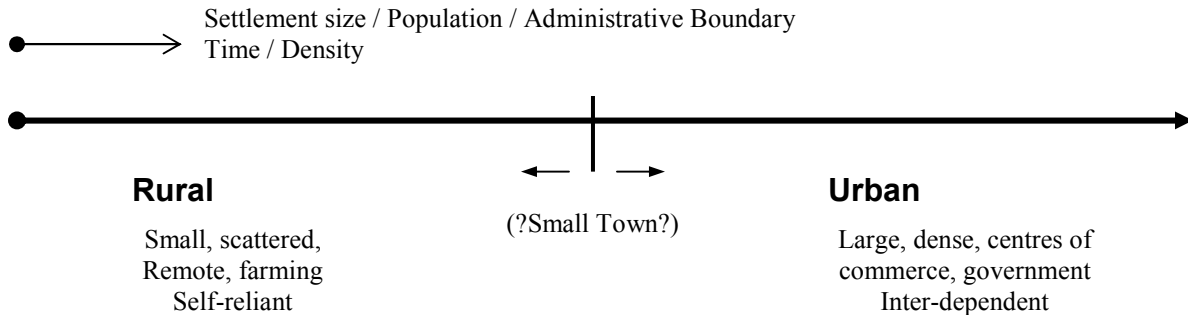 Settlement size / Population / Administrative Boundary
Time / Density
Rural
Small, scattered,
Remote, farming
Self-reliant
(?Small Town?)
Urban
Large, dense, centres of
commerce, government
Inter-dependent